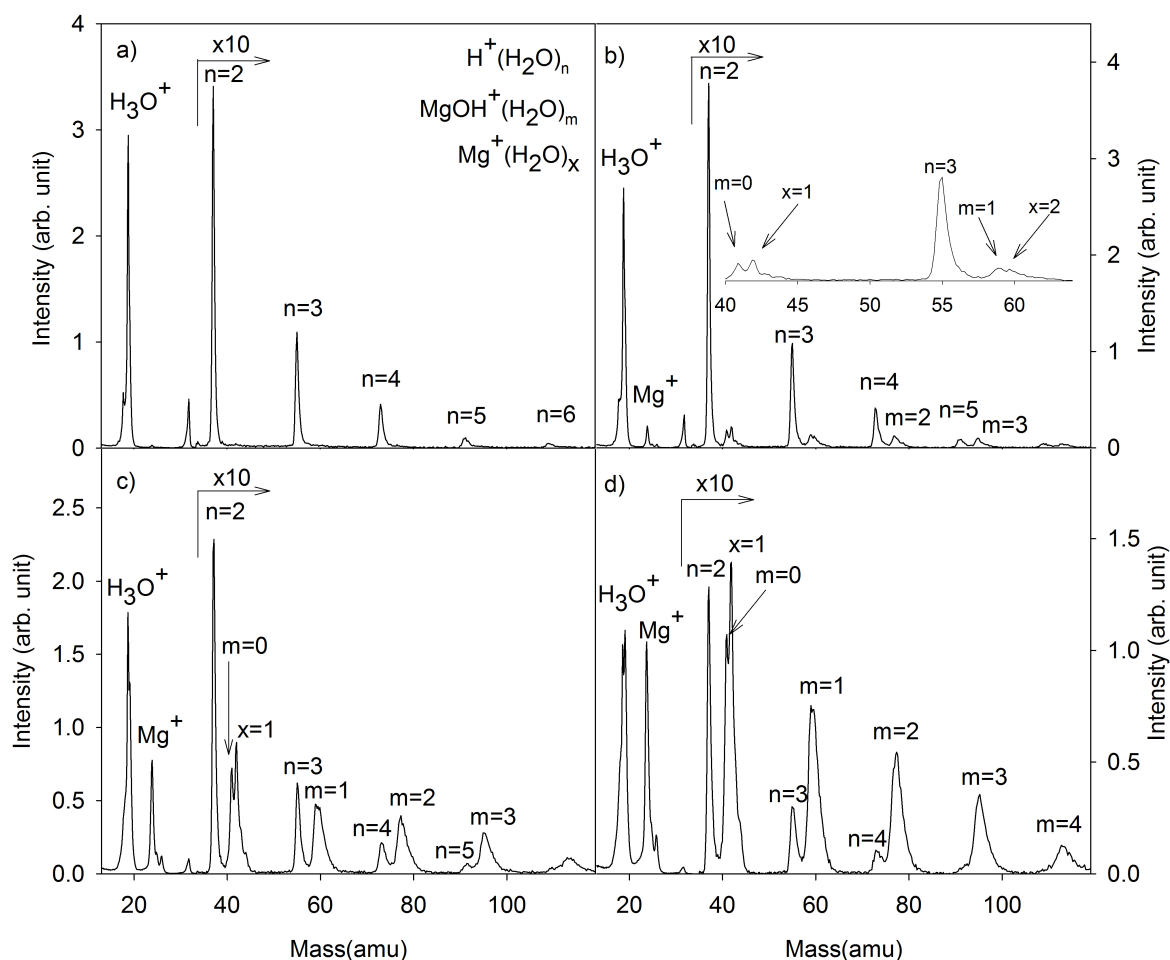 a)
x10
n=2
H₃O⁺
H⁺(H₂O)ₙ
MgOH⁺(H₂O)ₘ
Mg⁺(H₂O)ₓ
n=3
n=4
n=5
n=6
4
3
2
1
0
Intensity (arb. unit)
b)
x10
n=2
H₃O⁺
Mg⁺
m=0
x=1
n=3
m=1
x=2
40 45 50 55 60
n=3
n=4
m=2
n=5
m=3
4
3
2
1
0
Intensity (arb. unit)
c)
x10
n=2
H₃O⁺
m=0
Mg⁺
x=1
n=3
m=1
n=4
m=2
n=5
m=3
2.5
2.0
1.5
1.0
0.5
0.0
Intensity (arb. unit)
20 40 60 80 100
Mass(amu)
d)
x10
x=1
n=2
m=0
H₃O⁺
Mg⁺
m=1
m=2
n=3
m=3
n=4
m=4
1.5
1.0
0.5
0.0
Intensity (arb. unit)
20 40 60 80 100
Mass(amu)